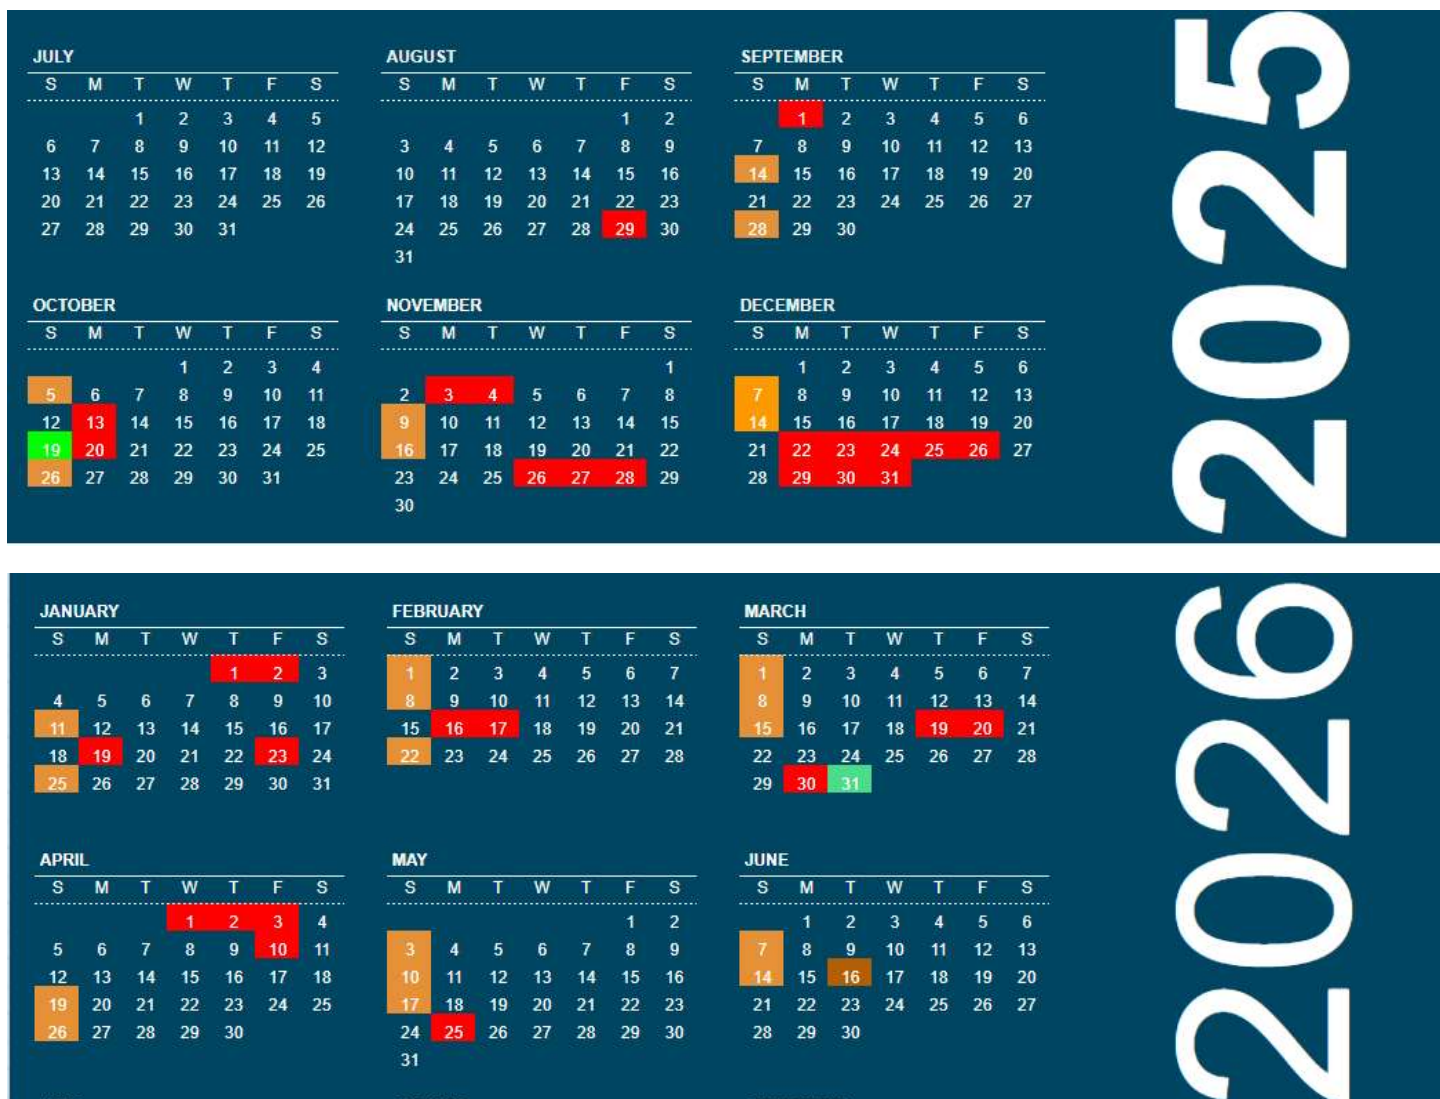 JULY AUGUST SEPTEMBER
S M T W T F S S M T W T F S S M T W T F S
1 2 3 4 5 1 2 1 2 3 4 5 6
6 7 8 9 10 11 12 3 4 5 6 7 8 9 7 8 9 10 11 12 13
13 14 15 16 17 18 19 10 11 12 13 14 15 16 14 15 16 17 18 19 20
20 21 22 23 24 25 26 17 18 19 20 21 22 23 21 22 23 24 25 26 27
27 28 29 30 31 24 25 26 27 28 29 30 28 29 30
31
OCTOBER NOVEMBER DECEMBER
S M T W T F S S M T W T F S S M T W T F S
1 2 3 4 1 1 2 3 4 5 6
5 6 7 8 9 10 11 2 3 4 5 6 7 8 7 8 9 10 11 12 13
12 13 14 15 16 17 18 9 10 11 12 13 14 15 14 15 16 17 18 19 20
19 20 21 22 23 24 25 16 17 18 19 20 21 22 21 22 23 24 25 26 27
26 27 28 29 30 31 23 24 25 26 27 28 29 28 29 30 31
30
2025
JANUARY FEBRUARY MARCH
S M T W T F S S M T W T F S S M T W T F S
1 2 3 1 2 3 4 5 6 7 1 2 3 4 5 6 7
4 5 6 7 8 9 10 8 9 10 11 12 13 14 8 9 10 11 12 13 14
11 12 13 14 15 16 17 15 16 17 18 19 20 21 15 16 17 18 19 20 21
18 19 20 21 22 23 24 22 23 24 25 26 27 28 22 23 24 25 26 27 28
25 26 27 28 29 30 31 29 30 31
APRIL MAY JUNE
S M T W T F S S M T W T F S S M T W T F S
1 2 3 4 1 2 1 2 3 4 5 6
5 6 7 8 9 10 11 3 4 5 6 7 8 9 7 8 9 10 11 12 13
12 13 14 15 16 17 18 10 11 12 13 14 15 16 14 15 16 17 18 19 20
19 20 21 22 23 24 25 17 18 19 20 21 22 23 21 22 23 24 25 26 27
26 27 28 29 30 24 25 26 27 28 29 30 28 29 30
31
2026